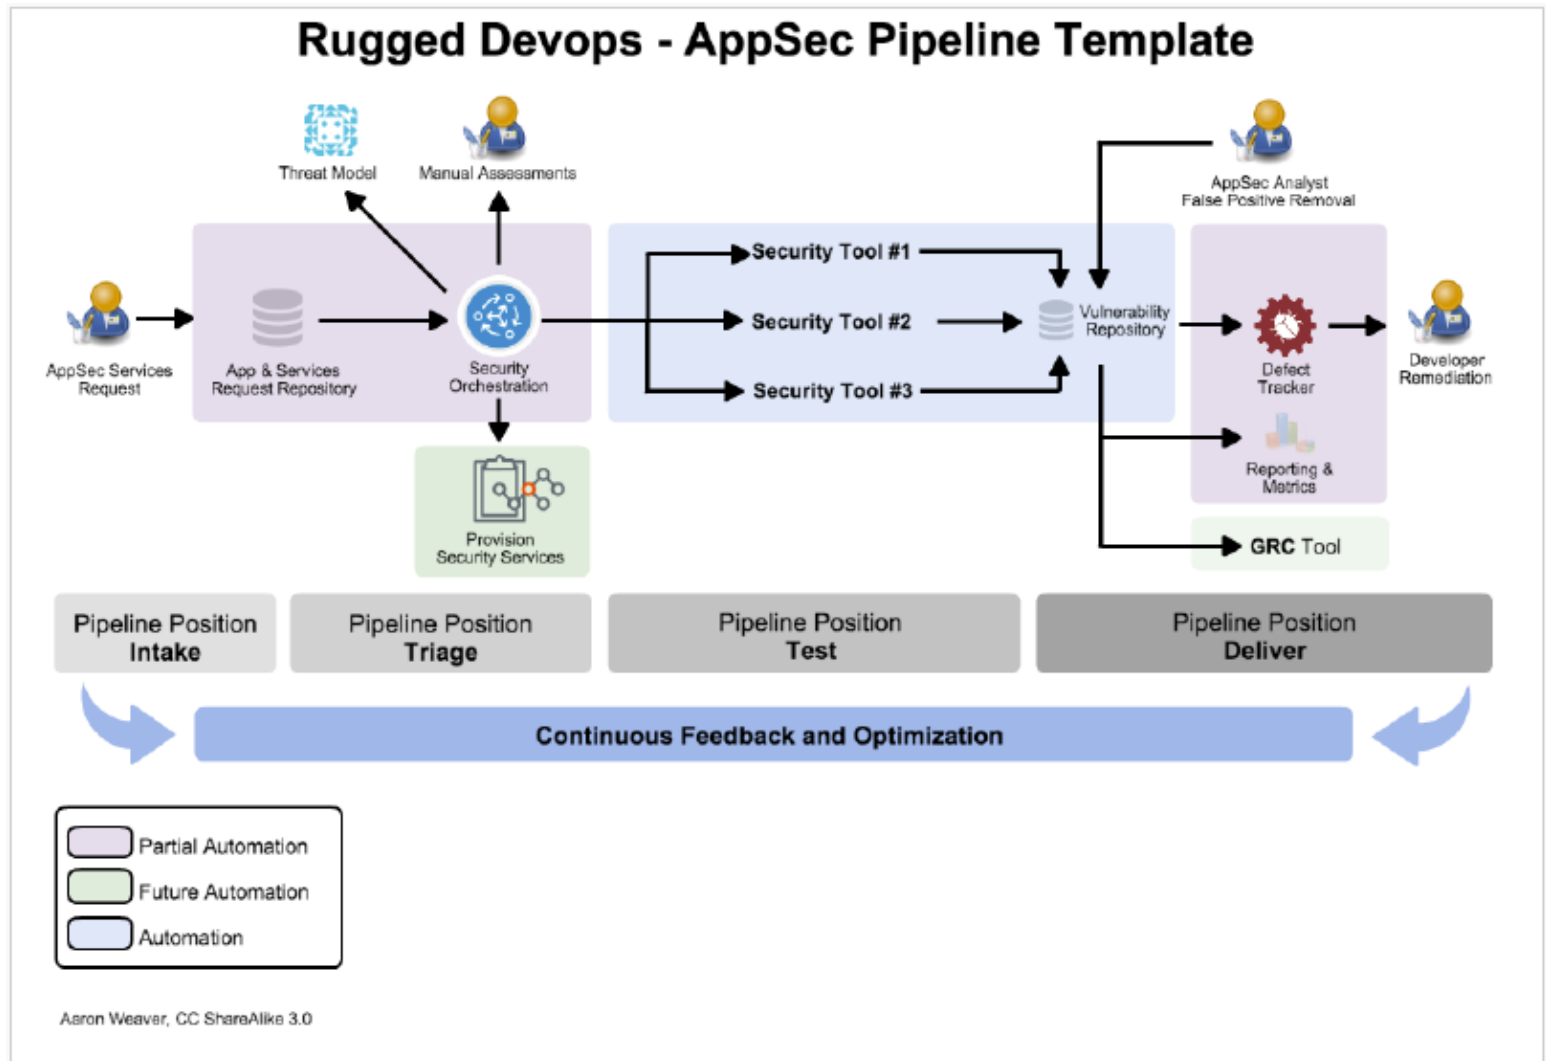 Rugged Devops - AppSec Pipeline Template
Threat Model
Manual Assessments
AppSec Analyst
False Positive Removal
AppSec Services
Request
App & Services
Request Repository
Security
Orchestration
Security Tool #1
Security Tool #2
Security Tool #3
Vulnerability
Repository
Defect
Tracker
Developer
Remediation
Reporting &
Metrics
Provision
Security Services
GRC Tool
Pipeline Position
Intake
Pipeline Position
Triage
Pipeline Position
Test
Pipeline Position
Deliver
Continuous Feedback and Optimization
Partial Automation
Future Automation
Automation
Aaron Weaver, CC ShareAlike 3.0